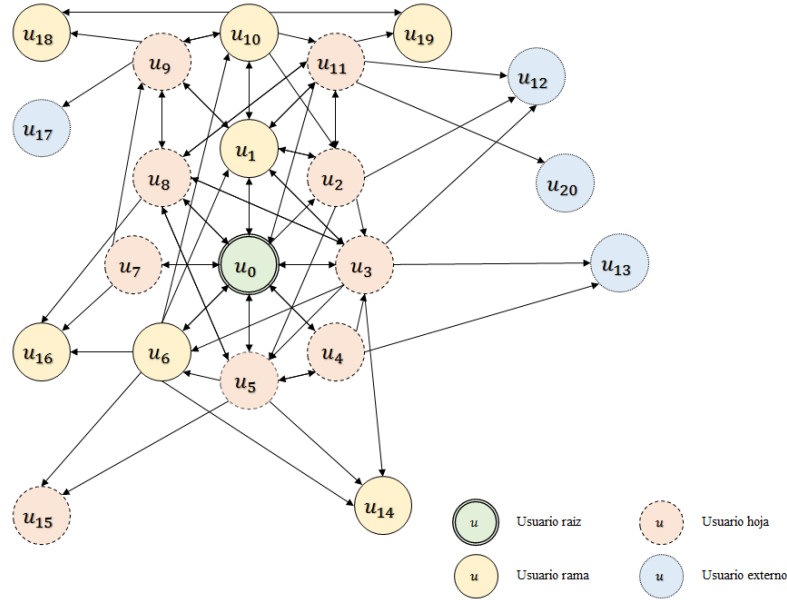 u18 u10 u19
u9 u11 u12
u17 u1
u8 u2 u20
u7 u0 u3 u13
u16 u6 u4
u5
u15 u14
u Usuario raiz u Usuario hoja
u Usuario rama u Usuario externo